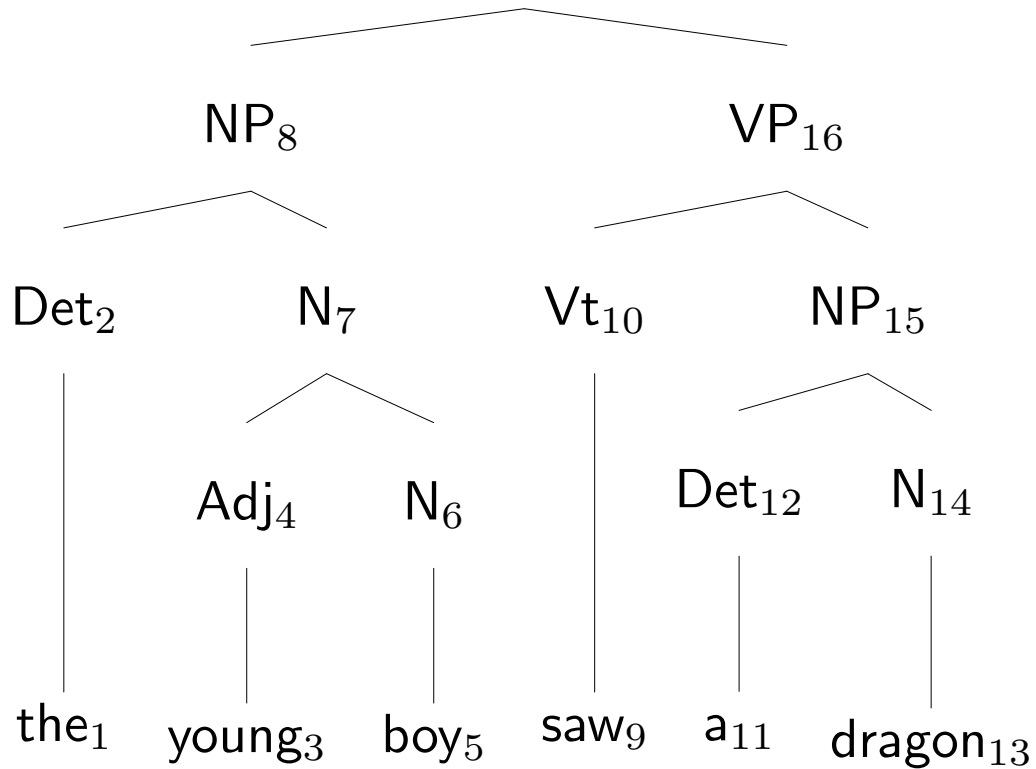 NP₈ VP₁₆
Det₂ N₇ Vt₁₀ NP₁₅
Adj₄ N₆ Det₁₂ N₁₄
the₁ young₃ boy₅ saw₉ a₁₁ dragon₁₃